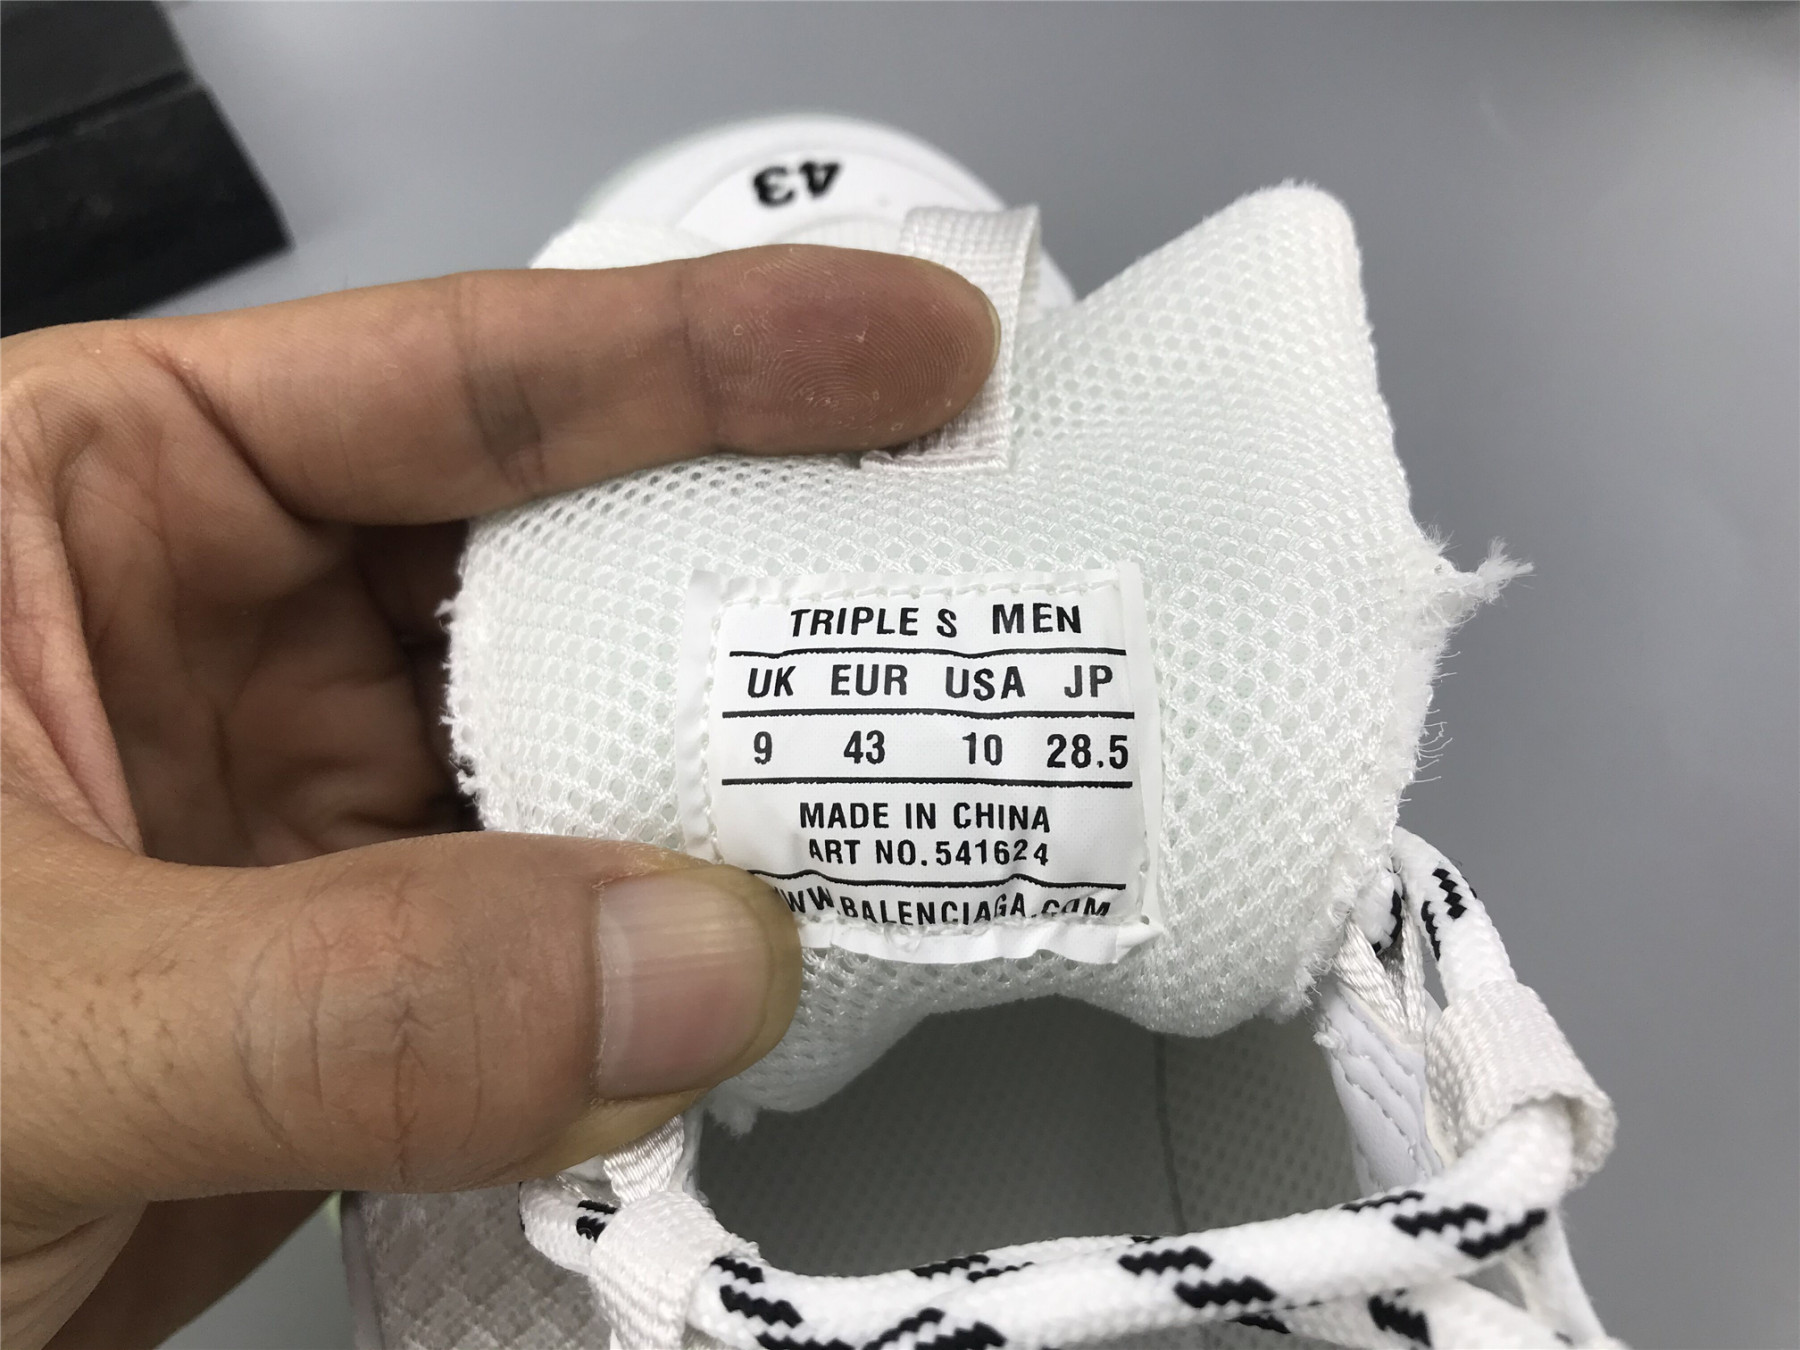 43
TRIPLE S MEN
UK EUR USA JP
9 43 10 28.5
MADE IN CHINA
ART NO.541624
WW.BALENCIAGA.COM